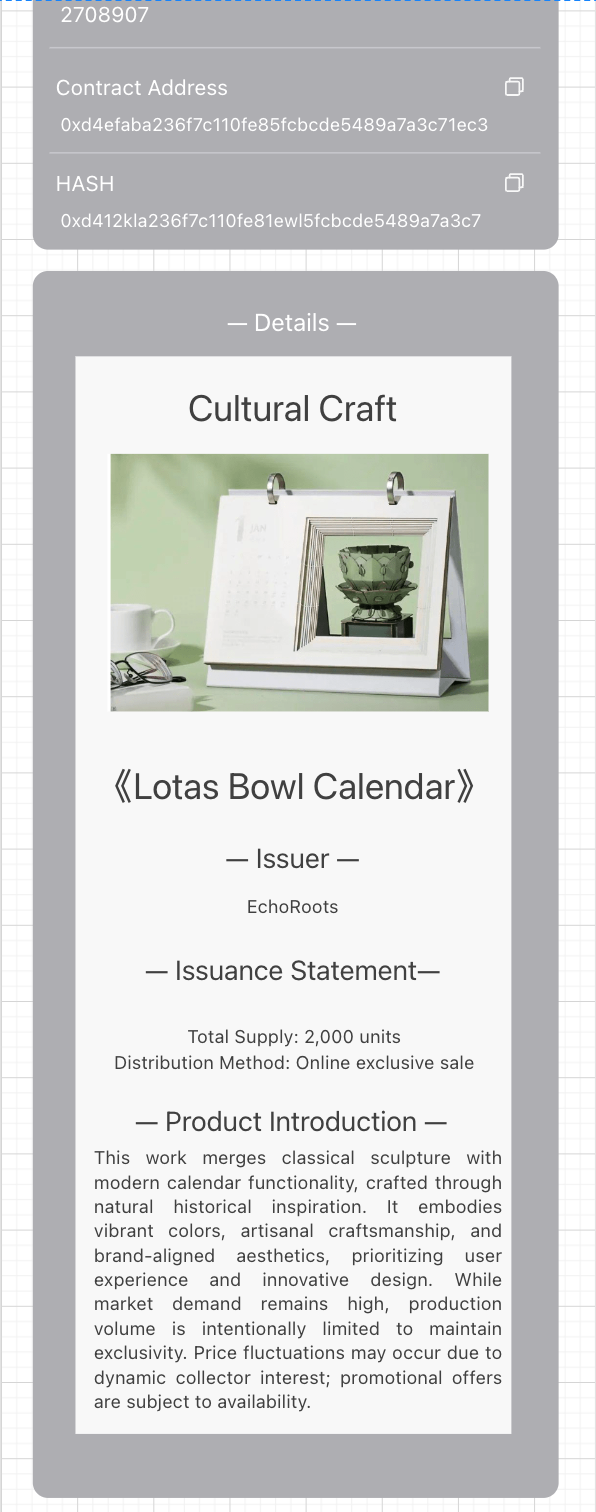 2708907
Contract Address
0xd4efaba236f7c110fe85fcbcde5489a7a3c71ec3
HASH
0xd412kla236f7c110fe81ewl5fcbcde5489a7a3c7
— Details —
Cultural Craft
1 JAN
《Lotas Bowl Calendar》
— Issuer —
EchoRoots
— Issuance Statement—
Total Supply: 2,000 units
Distribution Method: Online exclusive sale
— Product Introduction —
This work merges classical sculpture with
modern calendar functionality, crafted through
natural historical inspiration. It embodies
vibrant colors, artisanal craftsmanship, and
brand-aligned aesthetics, prioritizing user
experience and innovative design. While
market demand remains high, production
volume is intentionally limited to maintain
exclusivity. Price fluctuations may occur due to
dynamic collector interest; promotional offers
are subject to availability.